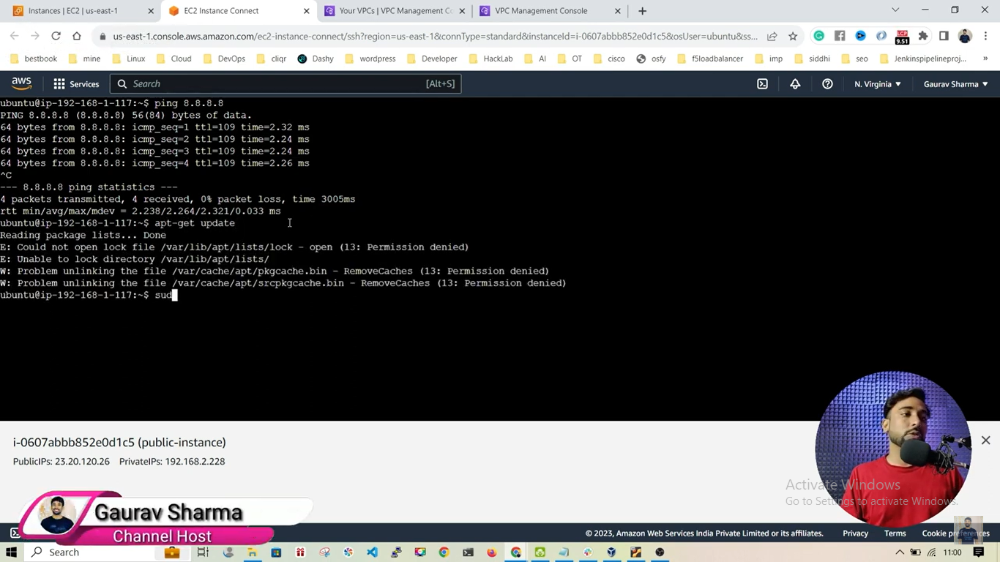 Instances | EC2 | us-east-1
EC2 Instance Connect
Your VPCs | VPC Management Co
VPC Management Console
us-east-1.console.aws.amazon.com/ec2-instance-connect/ssh?region=us-east-1&connType=standard&instanceId=i-0607abbb852e0d1c5&osUser=ubuntu&ss...
9.51
bestbook mine Linux Cloud DevOps cliqr Dashy wordpress Developer HackLab AI OT cisco osfy f5loadbalancer imp siddhi seo Jenkinspipelineproj... »
aws Services Search [Alt+S] N. Virginia Gaurav Sharma
ubuntu@ip-192-168-1-117:~$ ping 8.8.8.8
PING 8.8.8.8 (8.8.8.8) 56(84) bytes of data.
64 bytes from 8.8.8.8: icmp_seq=1 ttl=109 time=2.32 ms
64 bytes from 8.8.8.8: icmp_seq=2 ttl=109 time=2.24 ms
64 bytes from 8.8.8.8: icmp_seq=3 ttl=109 time=2.24 ms
64 bytes from 8.8.8.8: icmp_seq=4 ttl=109 time=2.26 ms
^C
--- 8.8.8.8 ping statistics ---
4 packets transmitted, 4 received, 0% packet loss, time 3005ms
rtt min/avg/max/mdev = 2.238/2.264/2.321/0.033 ms
ubuntu@ip-192-168-1-117:~$ apt-get update
Reading package lists... Done
E: Could not open lock file /var/lib/apt/lists/lock - open (13: Permission denied)
E: Unable to lock directory /var/lib/apt/lists/
W: Problem unlinking the file /var/cache/apt/pkgcache.bin - RemoveCaches (13: Permission denied)
W: Problem unlinking the file /var/cache/apt/srcpkgcache.bin - RemoveCaches (13: Permission denied)
ubuntu@ip-192-168-1-117:~$ sud
i-0607abbb852e0d1c5 (public-instance)
PublicIPs: 23.20.120.26 PrivateIPs: 192.168.2.228
Activate Windows
Go to Settings to activate Windows.
Gaurav Sharma
Channel Host
© 2023, Amazon Web Services India Private Limited or its affiliates. Privacy Terms Cookie preferences
Search
11:00